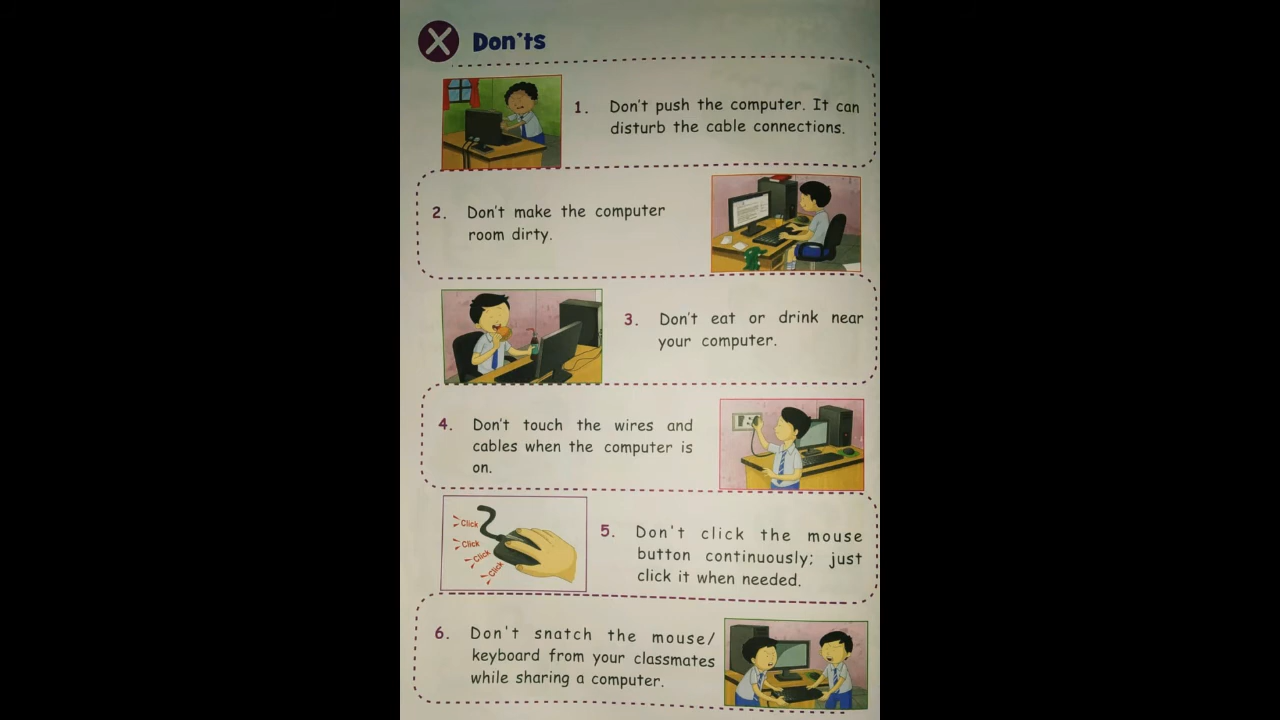 Don'ts
1. Don't push the computer. It can
disturb the cable connections.
2. Don't make the computer
room dirty.
3. Don't eat or drink near
your computer.
4. Don't touch the wires and
cables when the computer is
on.
Click
Click
Click
Click
5. Don't click the mouse
button continuously; just
click it when needed.
6. Don't snatch the mouse/
keyboard from your classmates
while sharing a computer.